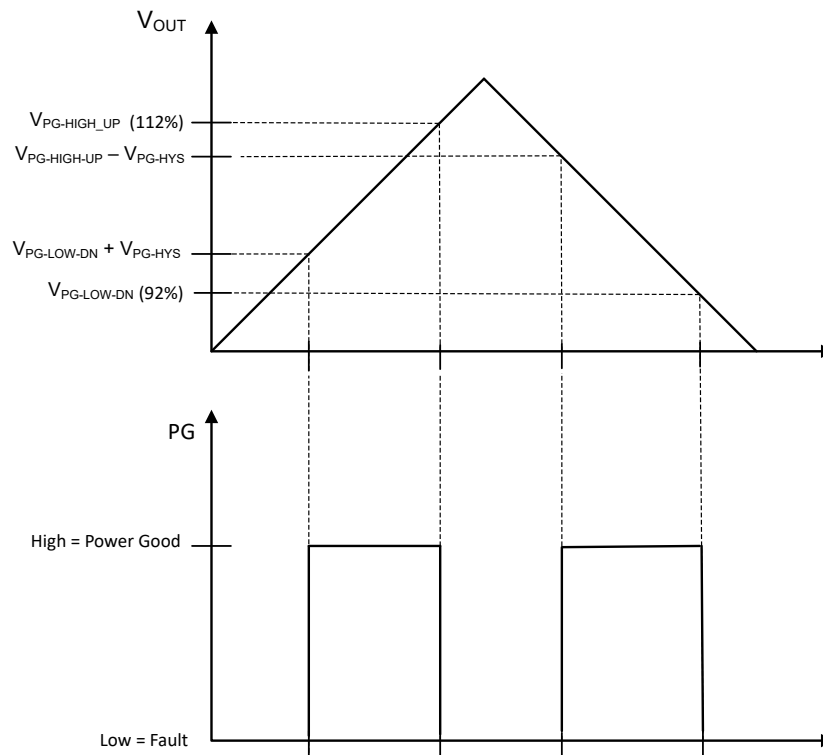 VOUT
VPG-HIGH_UP (112%)
VPG-HIGH-UP – VPG-HYS
VPG-LOW-DN + VPG-HYS
VPG-LOW-DN (92%)
PG
High = Power Good
Low = Fault